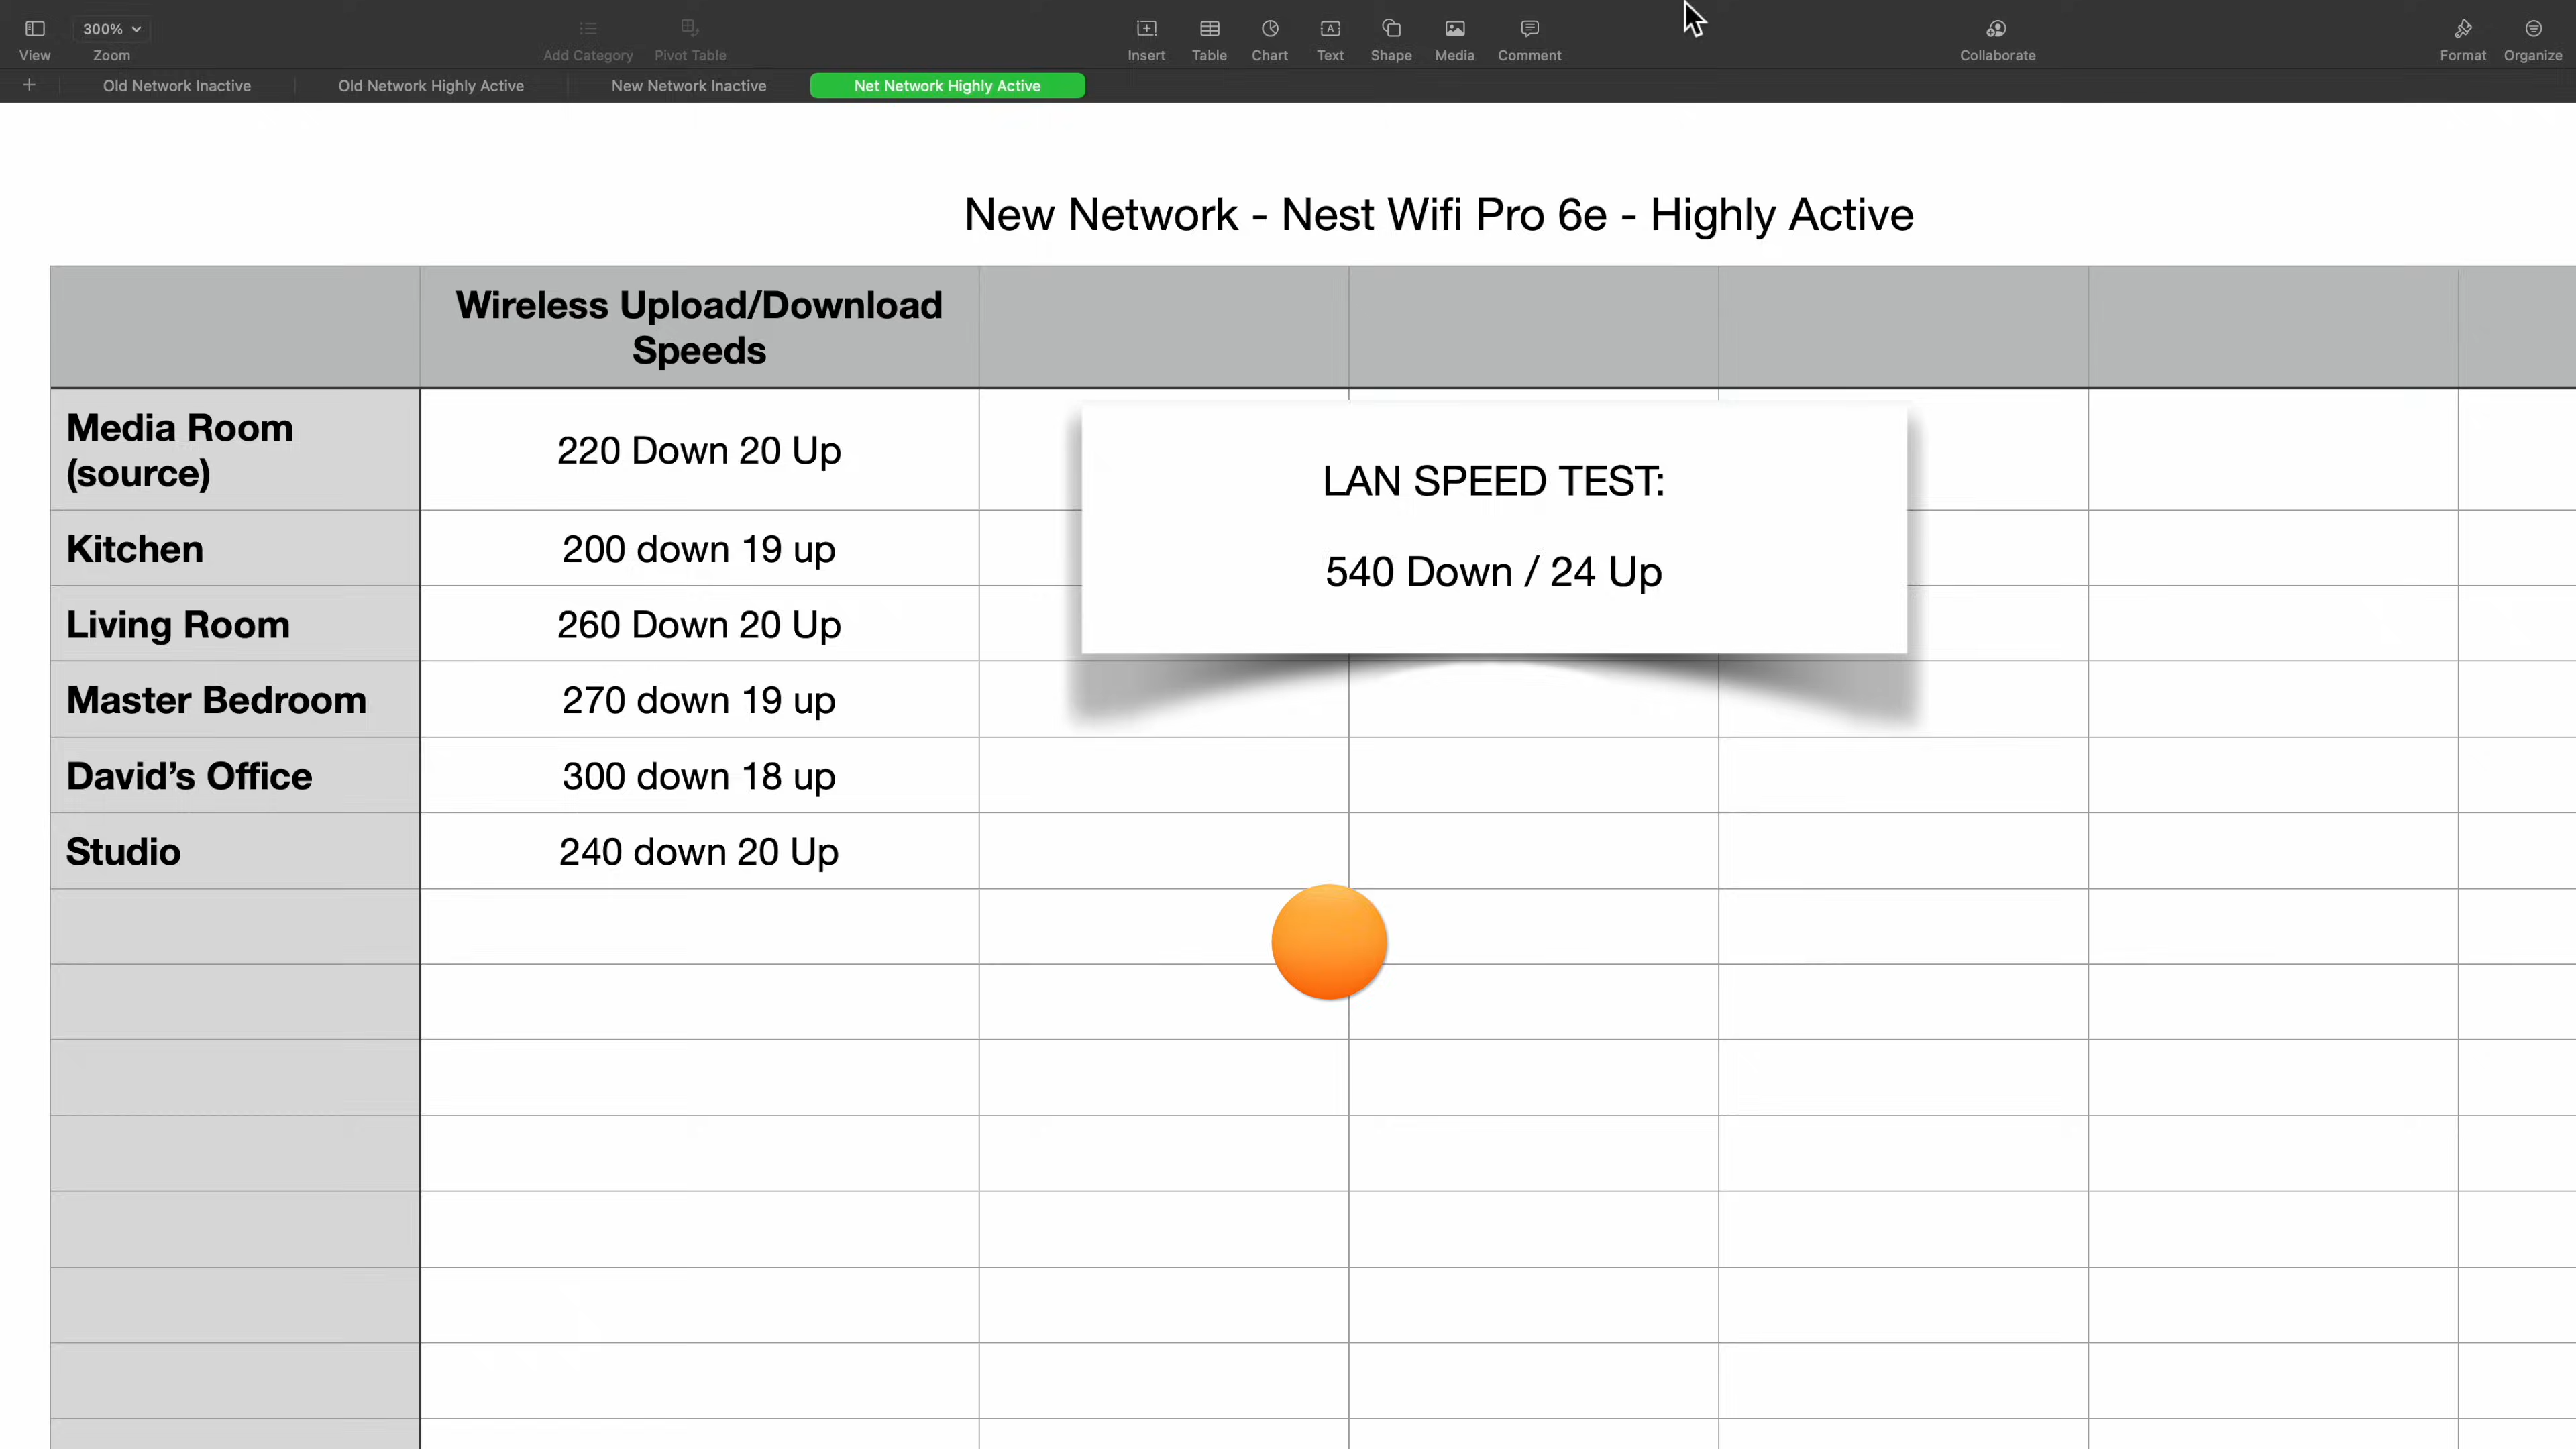 300%
View
Zoom
Add Category
Pivot Table
Insert
Table
Chart
Text
Shape
Media
Comment
Collaborate
Format
Organize
Old Network Inactive
Old Network Highly Active
New Network Inactive
Net Network Highly Active
New Network - Nest Wifi Pro 6e - Highly Active
Wireless Upload/Download
Speeds
Media Room
(source)
220 Down 20 Up
Kitchen
200 down 19 up
Living Room
260 Down 20 Up
Master Bedroom
270 down 19 up
David’s Office
300 down 18 up
Studio
240 down 20 Up
LAN SPEED TEST:
540 Down / 24 Up